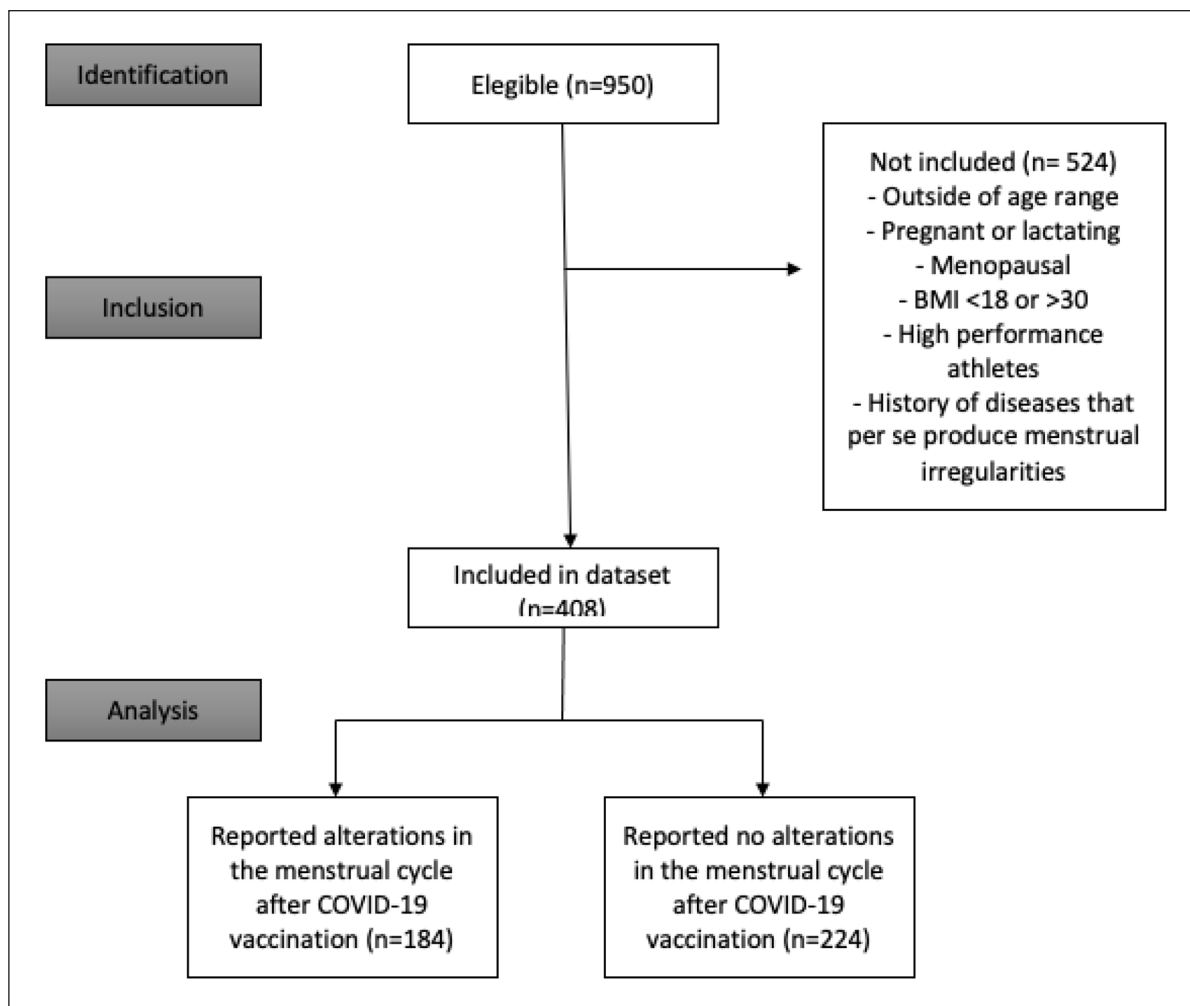 Identification
Elegible (n=950)
Not included (n= 524)
- Outside of age range
- Pregnant or lactating
- Menopausal
- BMI <18 or >30
- High performance
athletes
- History of diseases that
per se produce menstrual
irregularities
Inclusion
Included in dataset
(n=408)
Analysis
Reported alterations in
the menstrual cycle
after COVID-19
vaccination (n=184)
Reported no alterations
in the menstrual cycle
after COVID-19
vaccination (n=224)